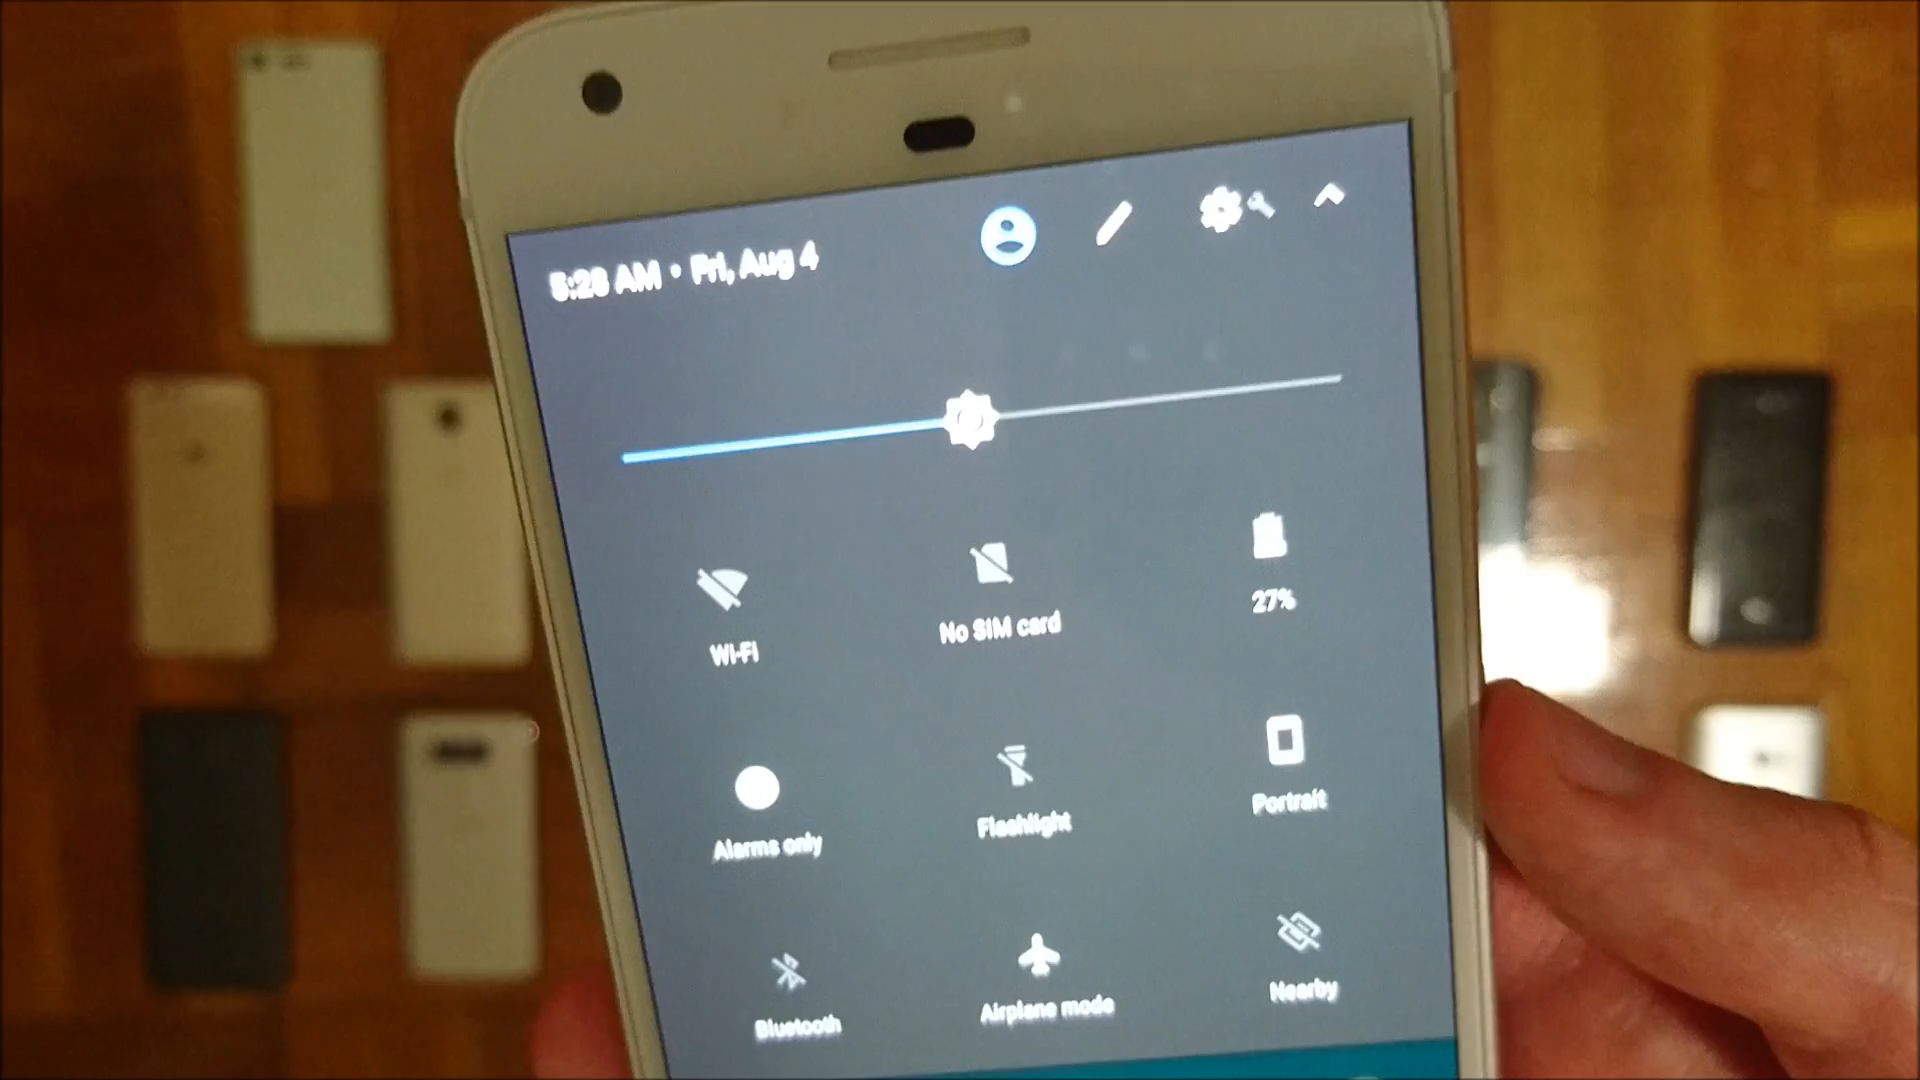 5:28 AM • Fri, Aug 4
Wi-Fi
No SIM card
27%
Alarms only
Flashlight
Portrait
Bluetooth
Airplane mode
Nearby